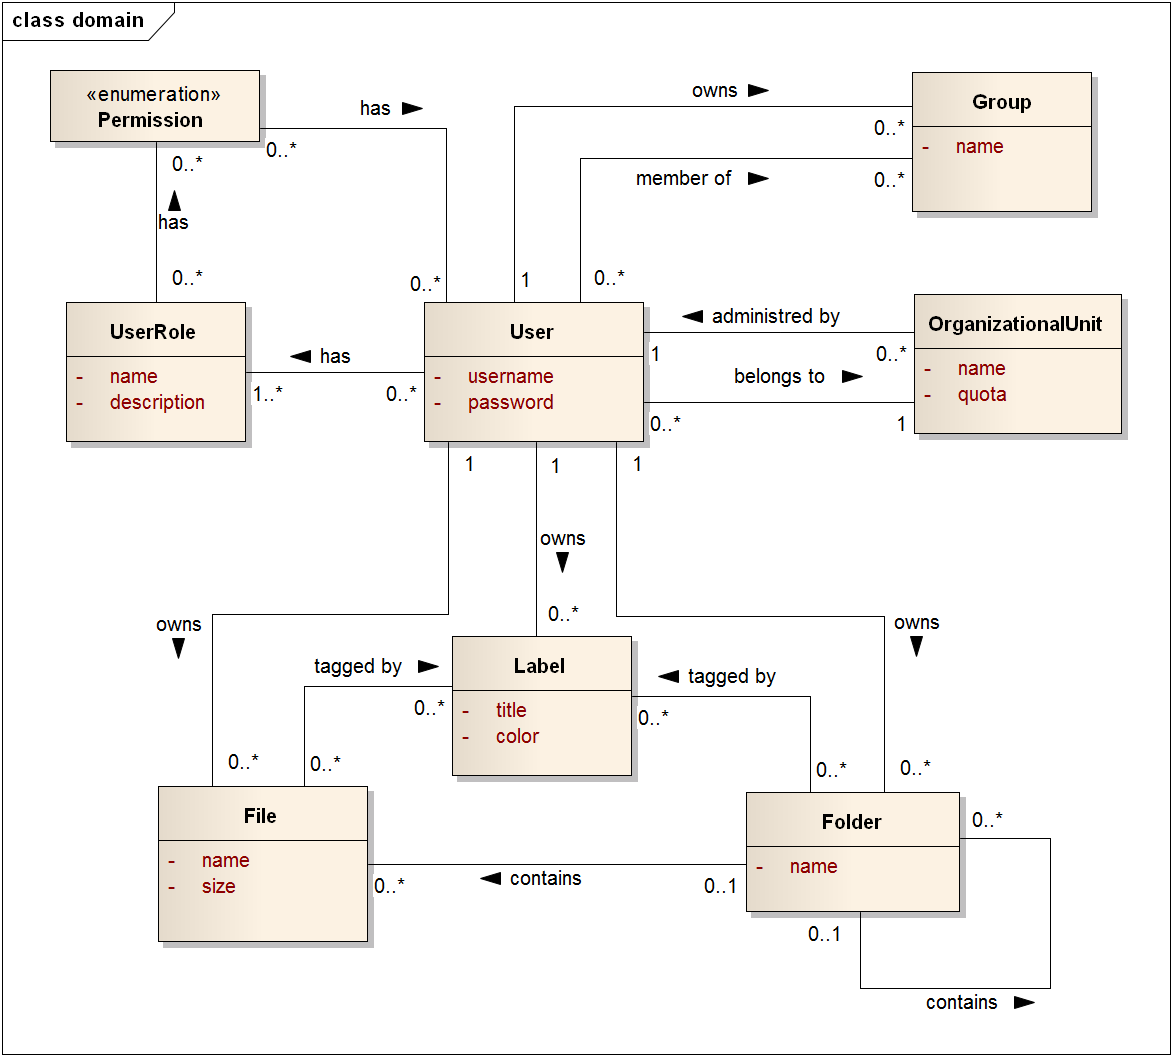 class domain
«enumeration»
Permission
has
0..*
0..*
has
0..*
0..*
owns
0..*
member of
0..*
1
0..*
Group
- name
UserRole
- name
- description
has
1..*
0..*
User
- username
- password
administred by
1
0..*
belongs to
0..*
1
OrganizationalUnit
- name
- quota
1
1
1
owns
0..*
owns
0..*
owns
0..*
tagged by
0..*
0..*
Label
- title
- color
tagged by
0..*
0..*
File
- name
- size
contains
0..*
0..1
Folder
- name
0..*
0..1
contains